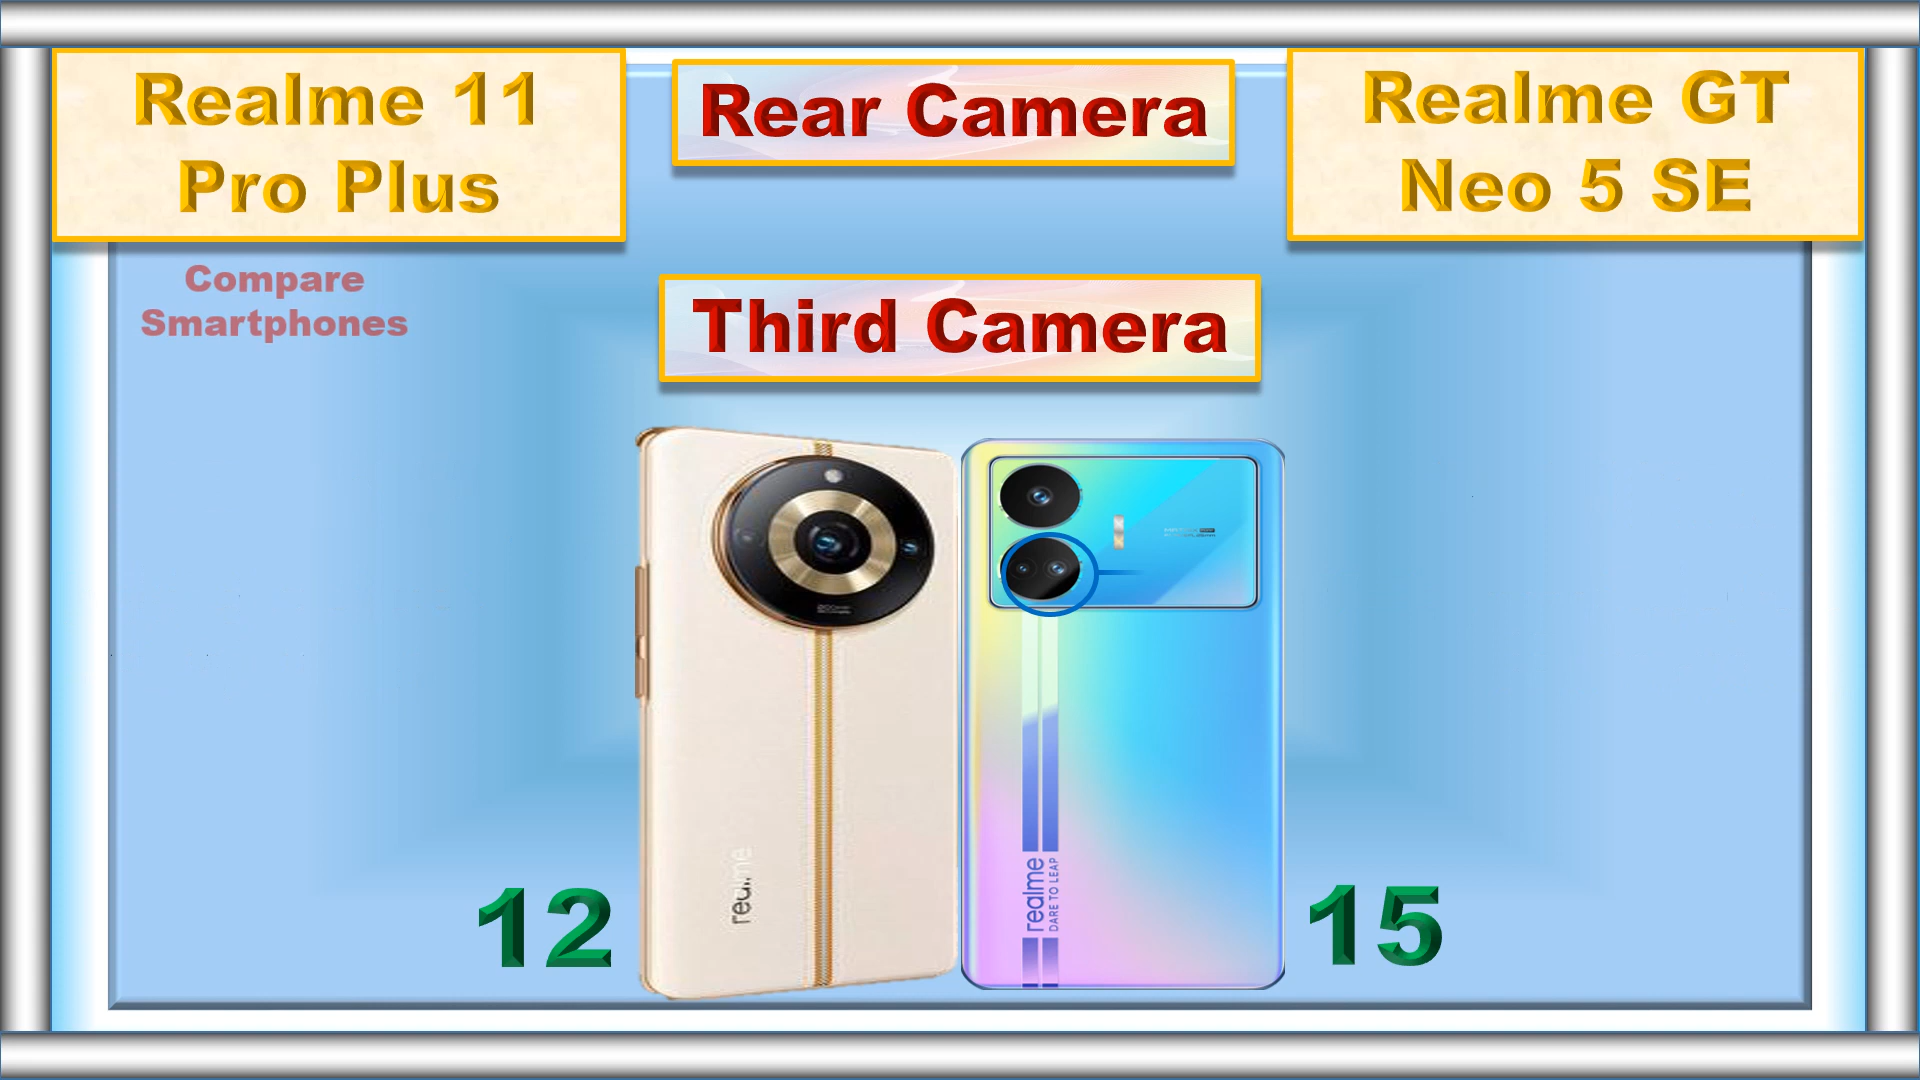 Realme 11
Pro Plus
Rear Camera
Realme GT
Neo 5 SE
Compare
Smartphones
Third Camera
12
15
realme
realme
DARE TO LEAP